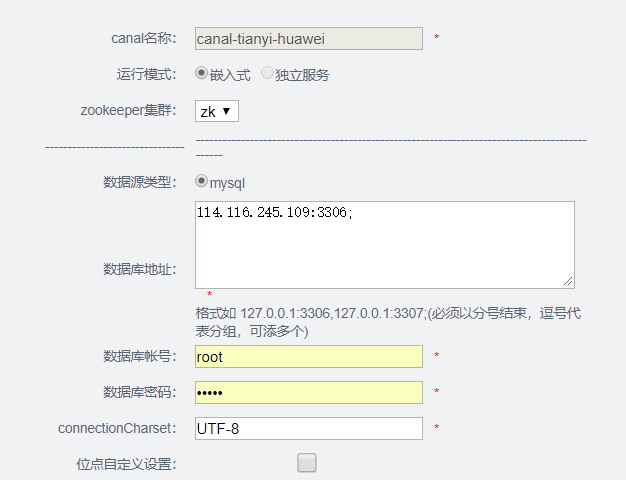 canal名称： canal-tianyi-huawei *
运行模式： 嵌入式 独立服务
zookeeper集群： zk
数据源类型： mysql
114.116.245.109:3306;
数据库地址：
*
格式如 127.0.0.1:3306,127.0.0.1:3307;(必须以分号结束，逗号代
表分组，可添多个)
数据库帐号： root *
数据库密码： ••••• *
connectionCharset： UTF-8 *
位点自定义设置：